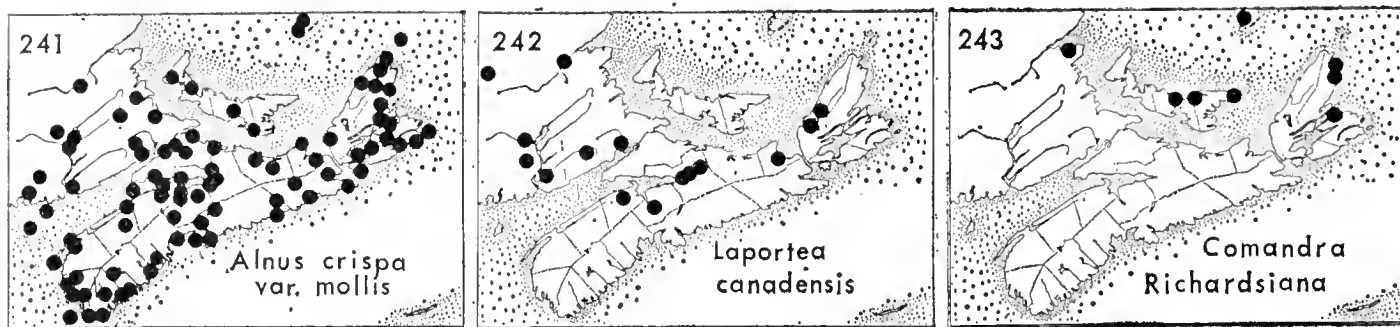 241
Alnus crispa
var. mollis
242
Laportea
canadensis
243
Comandra
Richardsiana